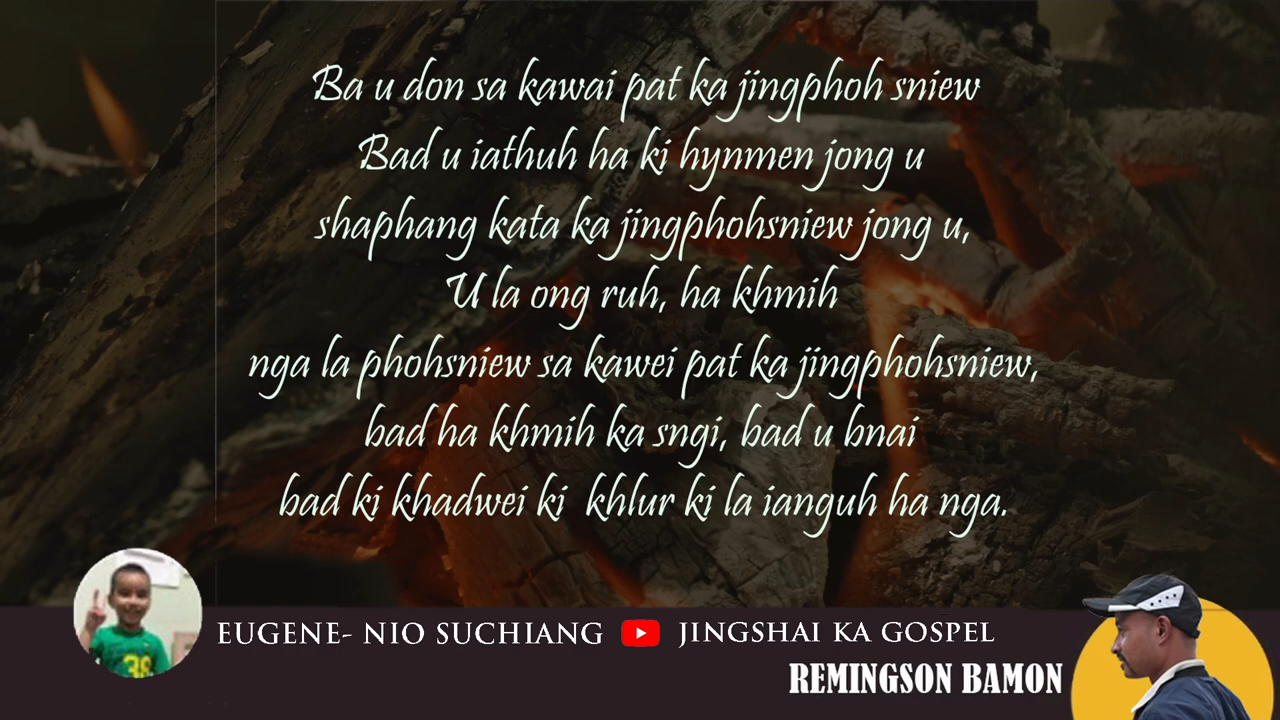 Ba u don sa kawai pat ka jingphoh sniew
Bad u iathuh ha ki hynmen jong u
shaphang kata ka jingphohsniew jong u,
U la ong ruh, ha khmih
nga la phohsniew sa kawei pat ka jingphohsniew,
bad ha khmih ka sngi, bad u bnai
bad ki khadwei ki khlur ki la ianguh ha nga.
EUGENE- NIO SUCHIANG JINGSHAI KA GOSPEL
REMINGSON BAMON
38